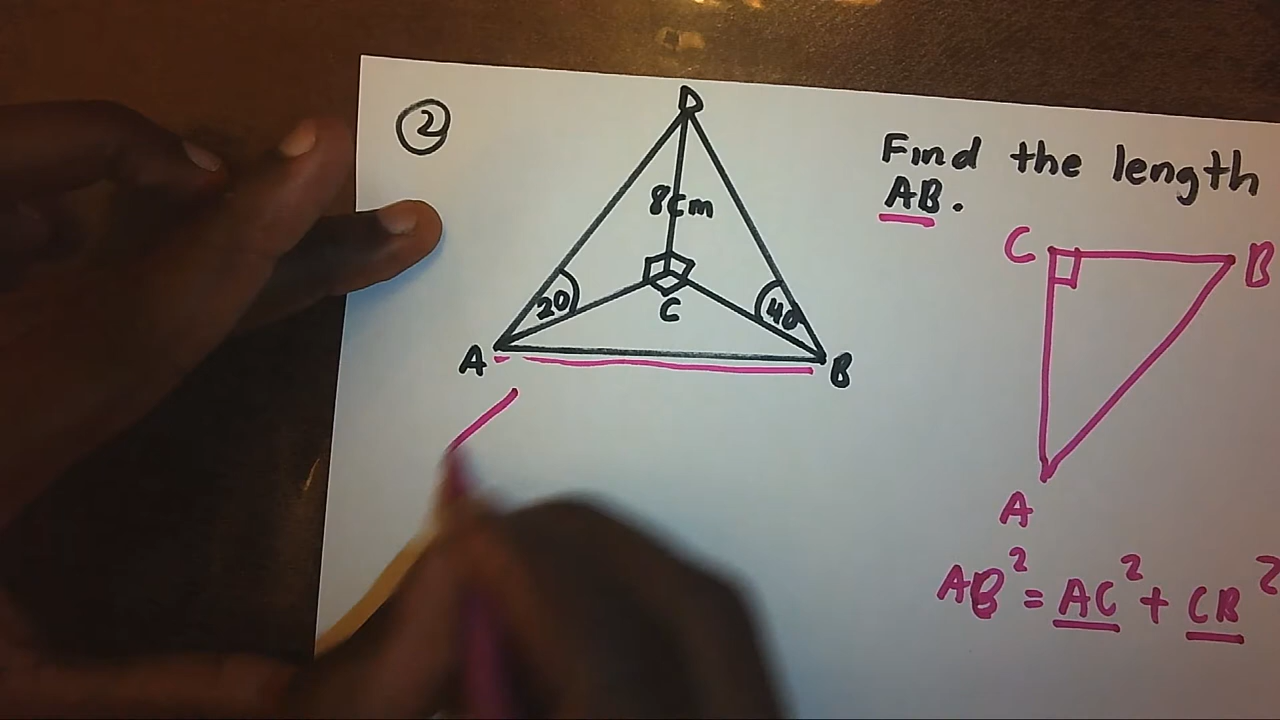 2
D
8cm
20
40
C
A
B
Find the length
AB.
C
B
A
AB² = AC² + CB²